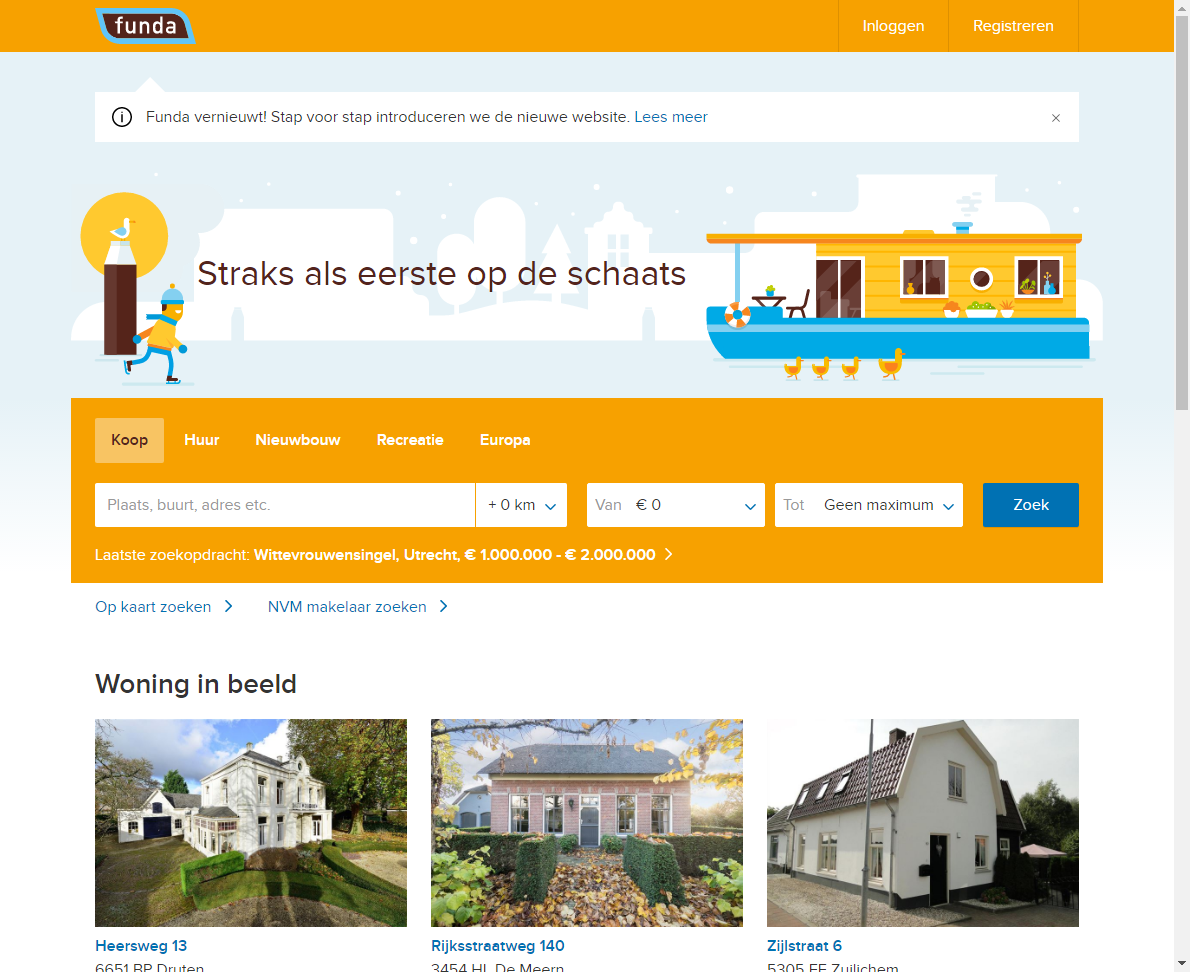 funda
Inloggen
Registreren
Funda vernieuwt! Stap voor stap introduceren we de nieuwe website. Lees meer
Straks als eerste op de schaats
Koop
Huur
Nieuwbouw
Recreatie
Europa
Plaats, buurt, adres etc.
+ 0 km
Van € 0
Tot Geen maximum
Zoek
Laatste zoekopdracht: Wittevrouwensingel, Utrecht, € 1.000.000 - € 2.000.000
Op kaart zoeken
NVM makelaar zoeken
Woning in beeld
Heersweg 13
Rijksstraatweg 140
Zijlstraat 6
6651 BP Druten
3454 HL De Meern
5305 EE Zuilichem